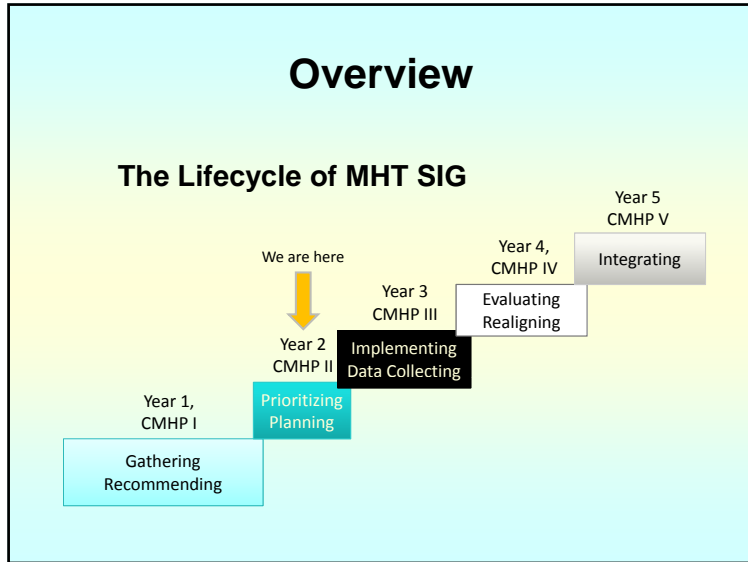 Overview
The Lifecycle of MHT SIG
We are here
Year 1,
CMHP I
Gathering
Recommending
Year 2
CMHP II
Prioritizing
Planning
Year 3
CMHP III
Implementing
Data Collecting
Year 4,
CMHP IV
Evaluating
Realigning
Year 5
CMHP V
Integrating